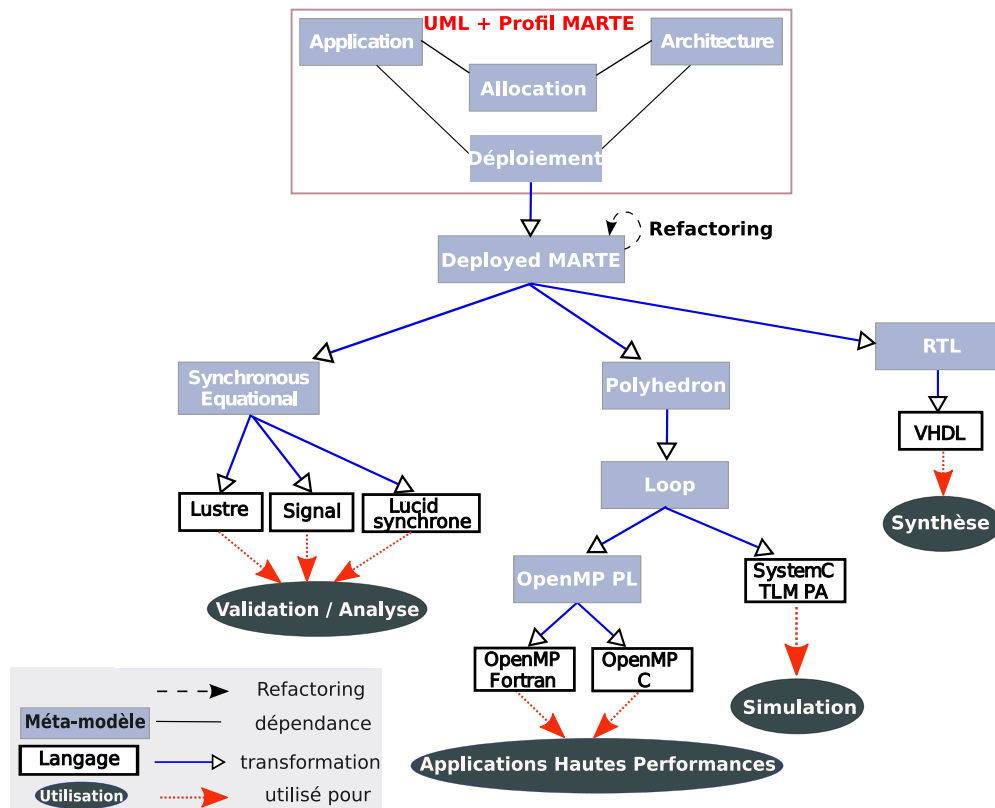 UML + Profil MARTE
Application
Architecture
Allocation
Déploiement
Refactoring
Deployed MARTE
RTL
Synchronous
Equational
Polyhedron
VHDL
Loop
Lustre
Signal
Lucid
synchrone
Synthèse
OpenMP PL
SystemC
TLM PA
Validation / Analyse
OpenMP
Fortran
OpenMP
C
Simulation
Applications Hautes Performances
Refactoring
Méta-modèle
dépendance
Langage
transformation
Utilisation
utilisé pour